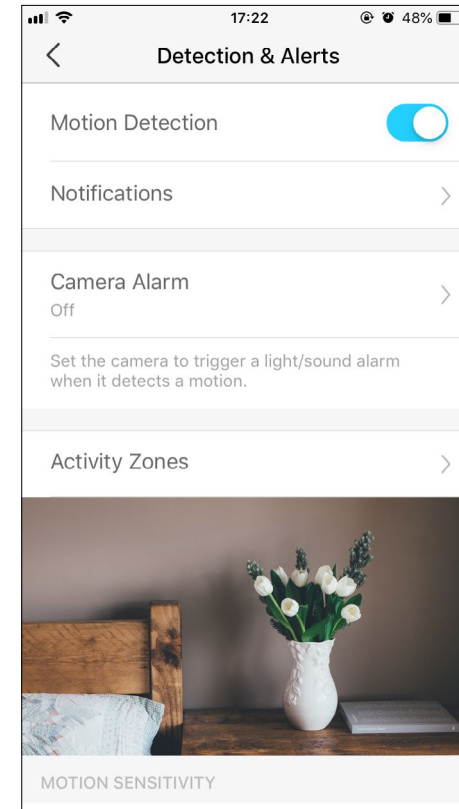 17:22
48%
Detection & Alerts
Motion Detection
Notifications
Camera Alarm
Off
Set the camera to trigger a light/sound alarm
when it detects a motion.
Activity Zones
MOTION SENSITIVITY